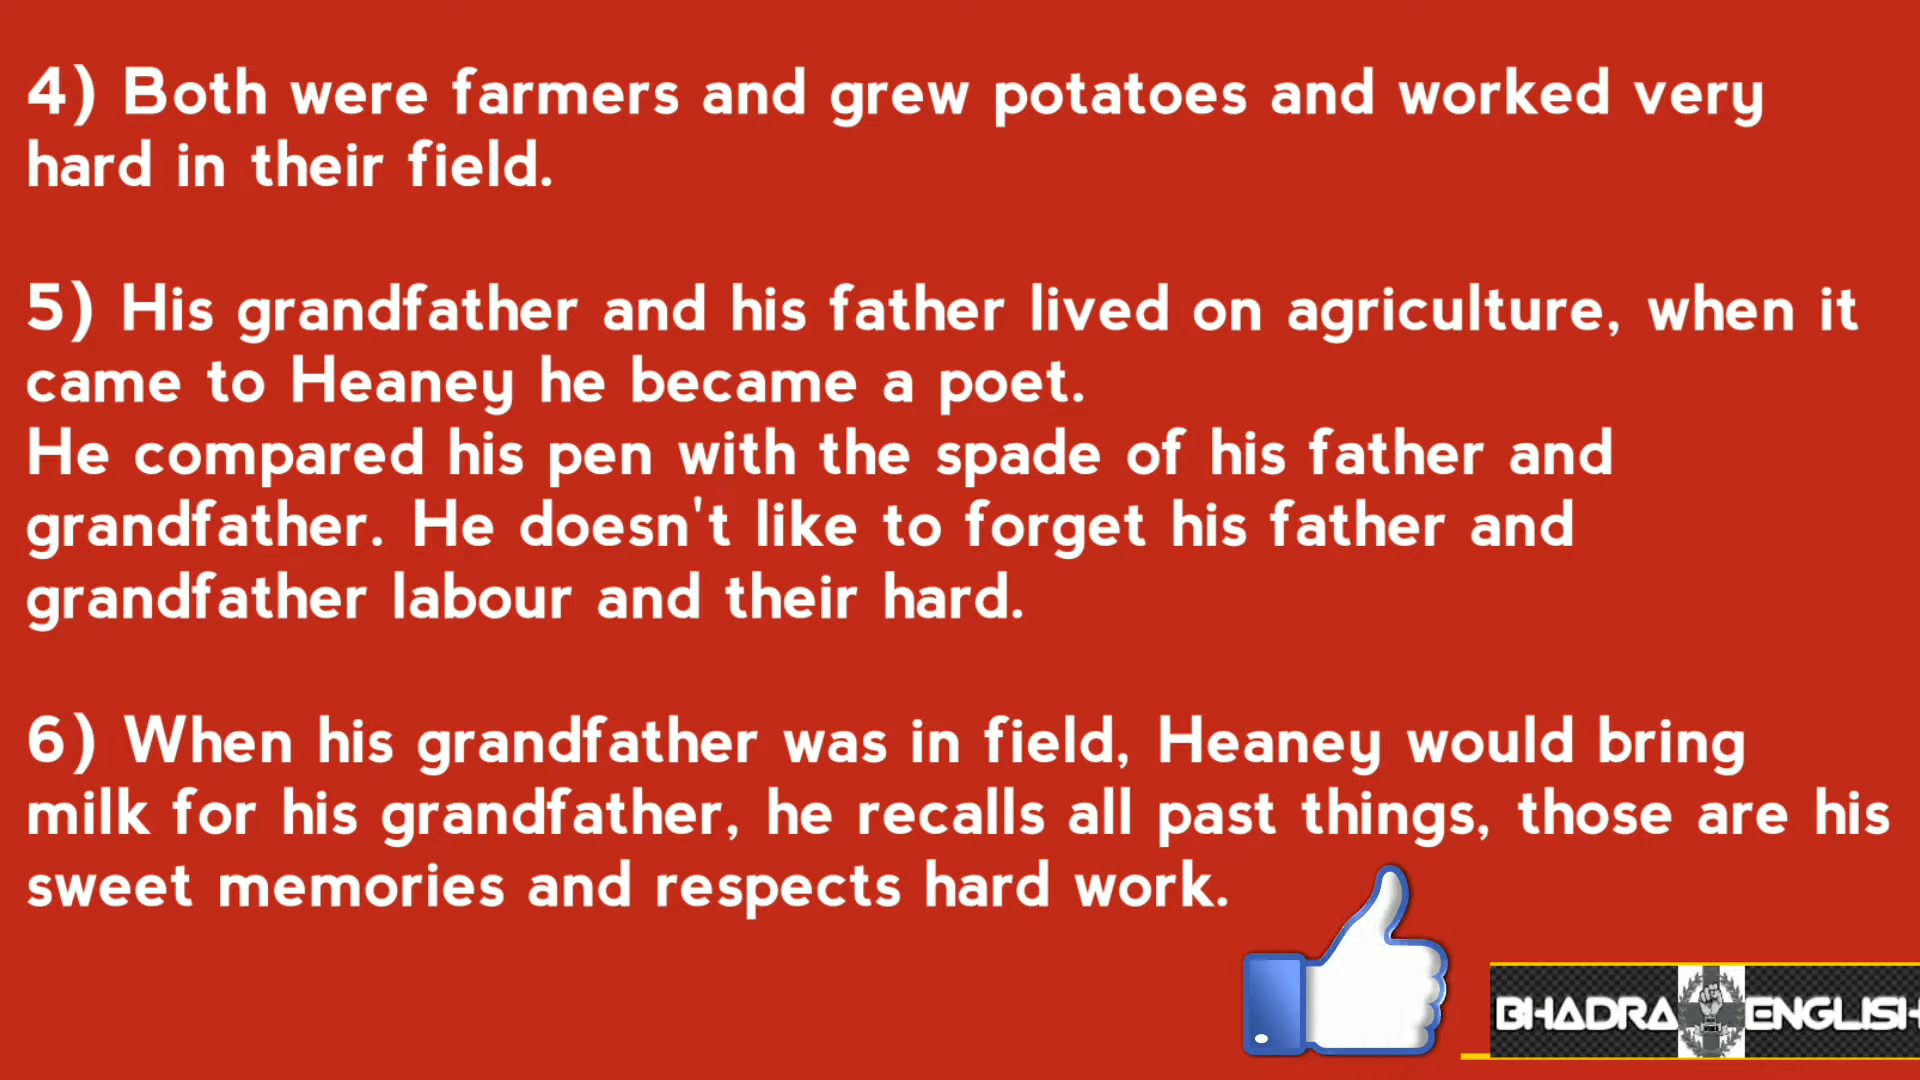 4) Both were farmers and grew potatoes and worked very
hard in their field.
5) His grandfather and his father lived on agriculture, when it
came to Heaney he became a poet.
He compared his pen with the spade of his father and
grandfather. He doesn't like to forget his father and
grandfather labour and their hard.
6) When his grandfather was in field, Heaney would bring
milk for his grandfather, he recalls all past things, those are his
sweet memories and respects hard work.
BHADRA ENGLISH